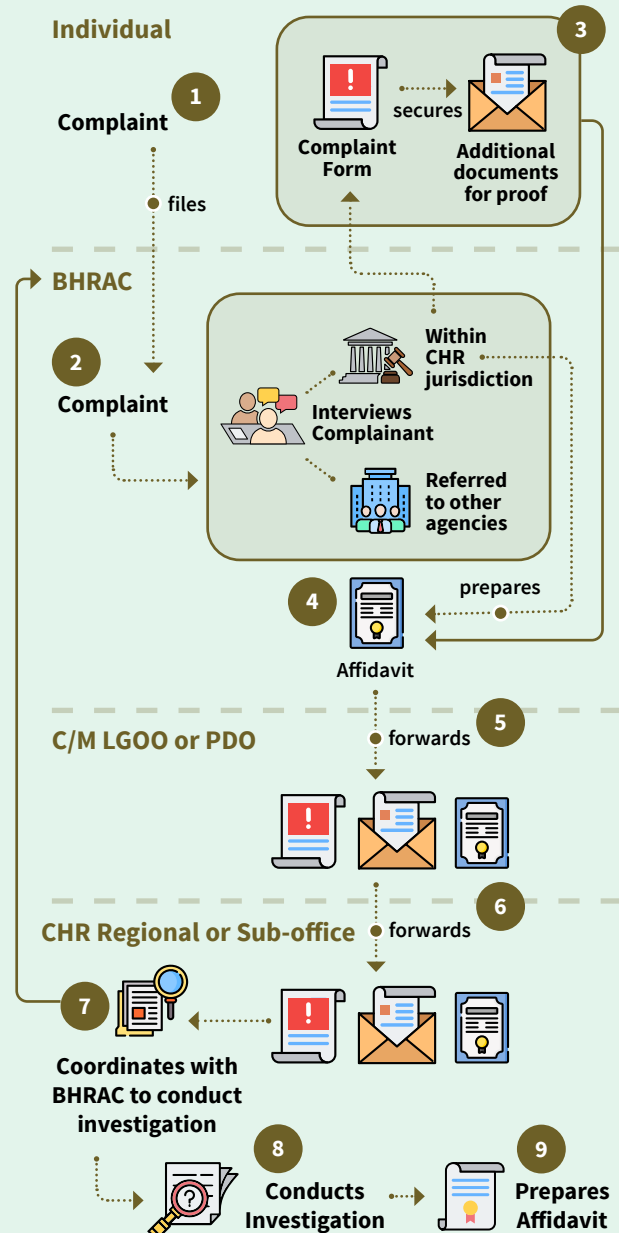 Individual
1
Complaint
files
3
secures
Complaint
Form
Additional
documents
for proof
BHRAC
2
Complaint
Within
CHR
jurisdiction
Interviews
Complainant
Referred
to other
agencies
4
prepares
Affidavit
5
C/M LGOO or PDO
forwards
6
CHR Regional or Sub-office
forwards
7
Coordinates with
BHRAC to conduct
investigation
8
Conducts
Investigation
9
Prepares
Affidavit